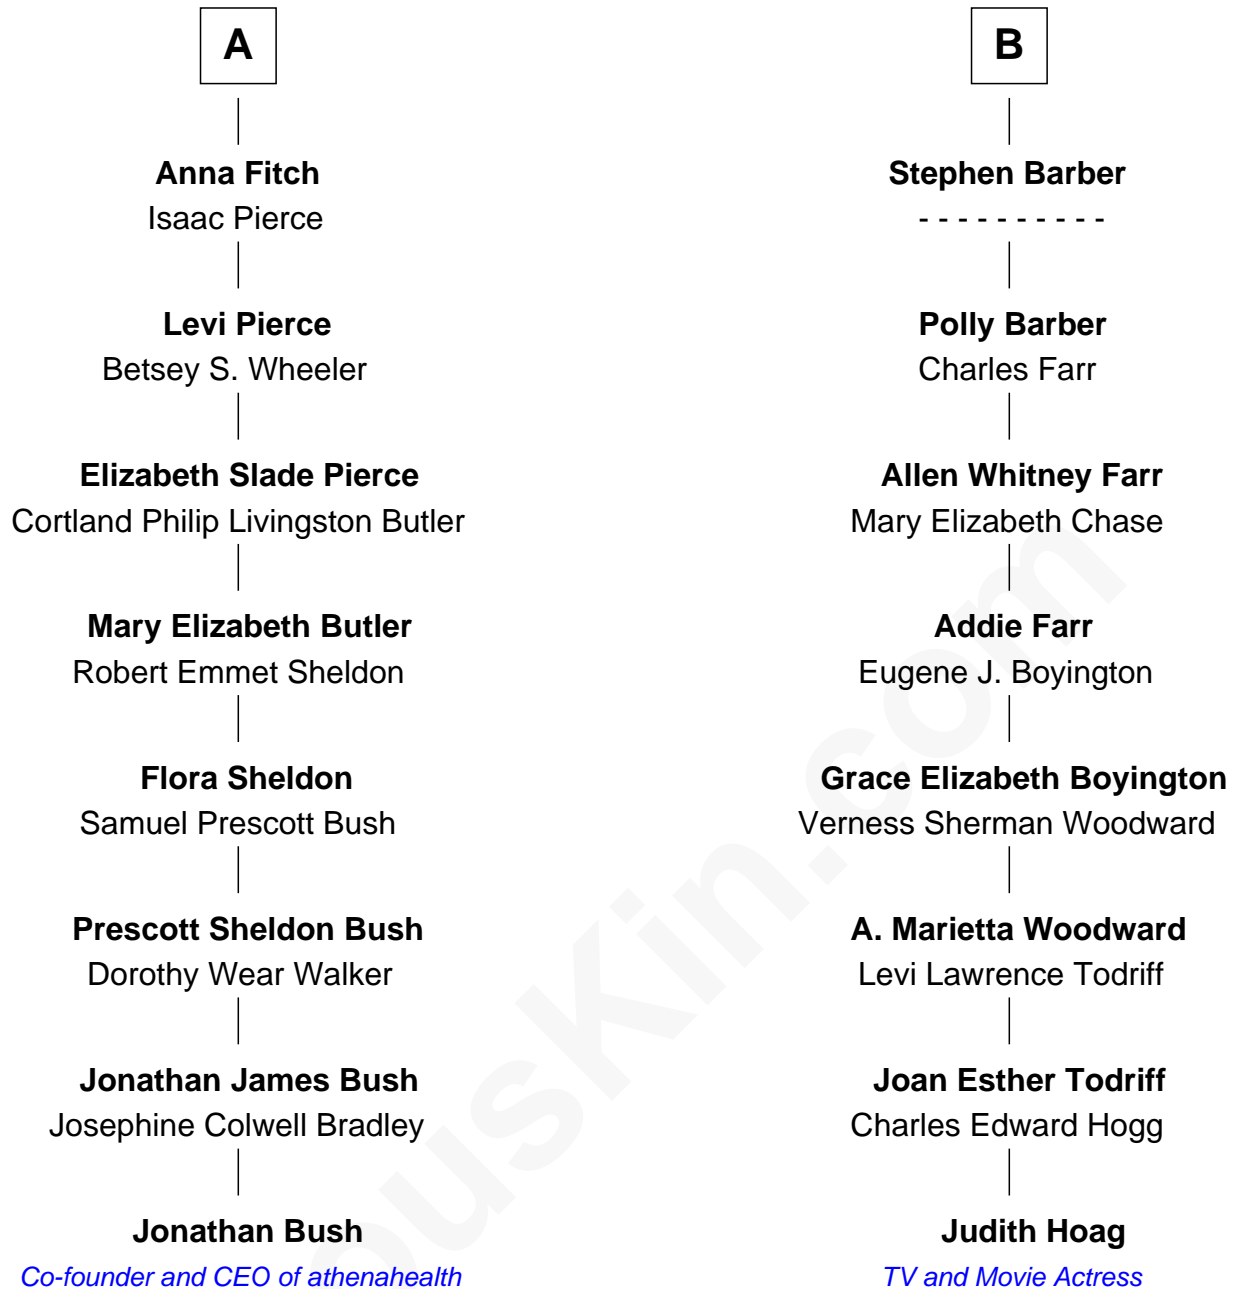 A
Anna Fitch
Isaac Pierce
Levi Pierce
Betsey S. Wheeler
Elizabeth Slade Pierce
Cortland Philip Livingston Butler
Mary Elizabeth Butler
Robert Emmet Sheldon
Flora Sheldon
Samuel Prescott Bush
Prescott Sheldon Bush
Dorothy Wear Walker
Jonathan James Bush
Josephine Colwell Bradley
Jonathan Bush
Co-founder and CEO of athenahealth
B
Stephen Barber
- - - - - - - - - -
Polly Barber
Charles Farr
Allen Whitney Farr
Mary Elizabeth Chase
Addie Farr
Eugene J. Boyington
Grace Elizabeth Boyington
Verness Sherman Woodward
A. Marietta Woodward
Levi Lawrence Todriff
Joan Esther Todriff
Charles Edward Hogg
Judith Hoag
TV and Movie Actress
ousKin.com